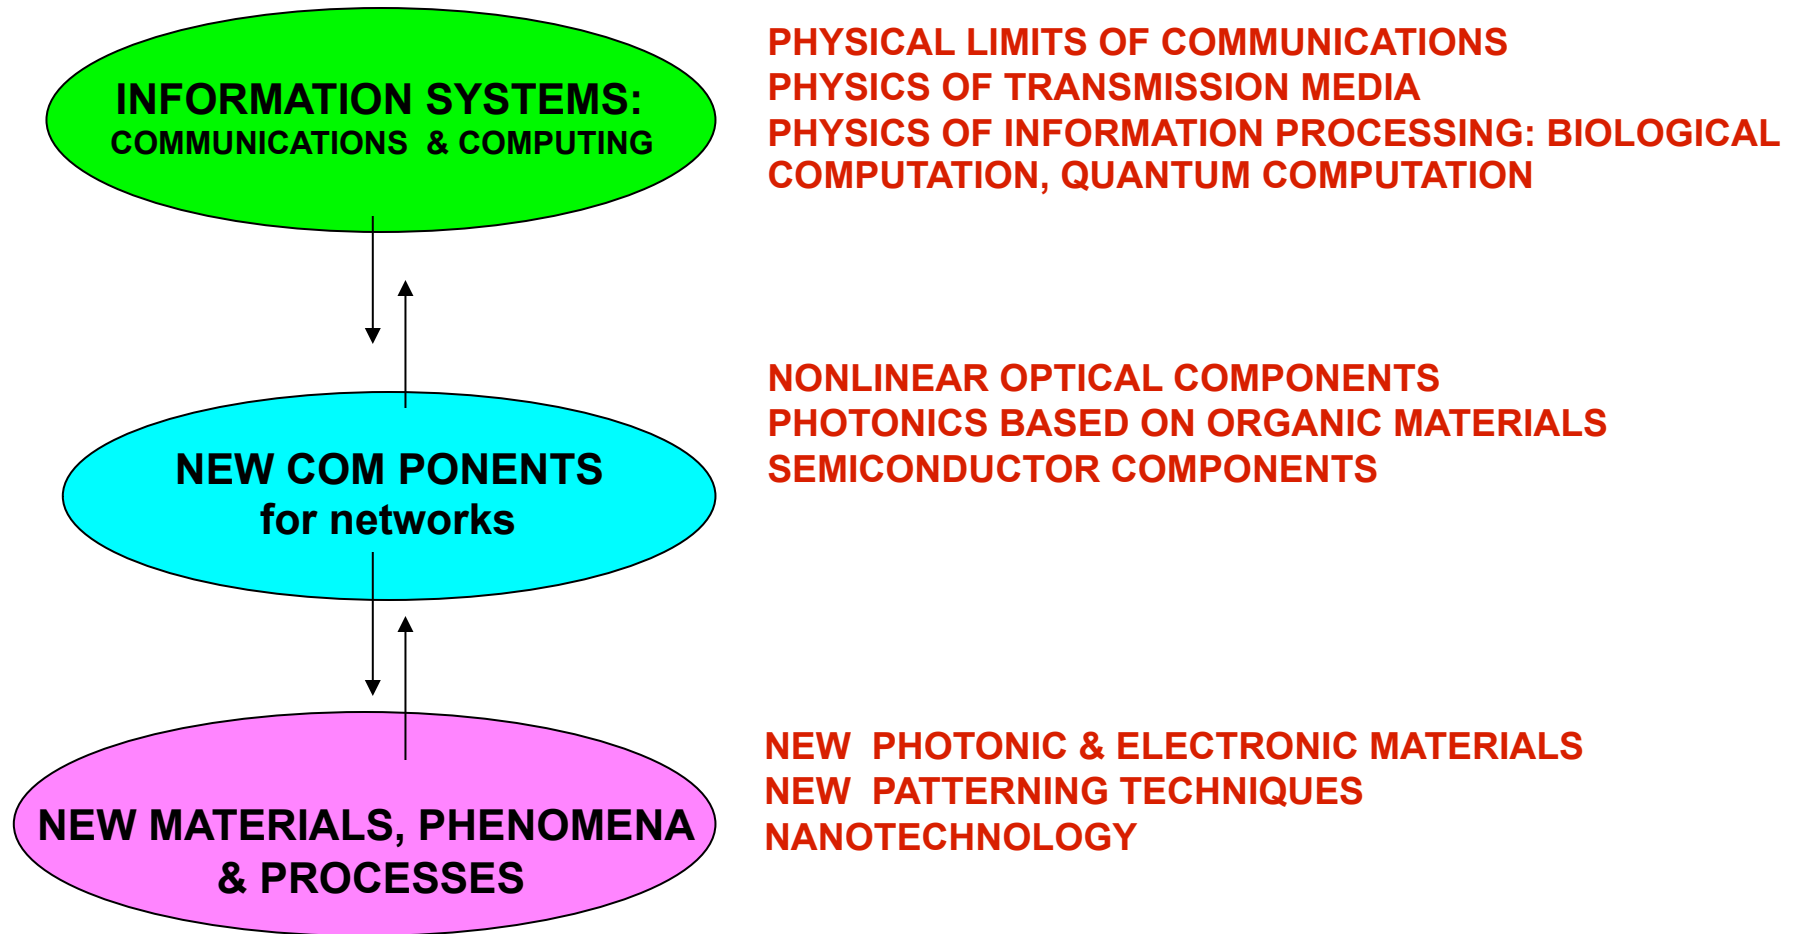 INFORMATION SYSTEMS:
COMMUNICATIONS & COMPUTING
PHYSICAL LIMITS OF COMMUNICATIONS
PHYSICS OF TRANSMISSION MEDIA
PHYSICS OF INFORMATION PROCESSING: BIOLOGICAL
COMPUTATION, QUANTUM COMPUTATION
NEW COM PONENTS
for networks
NONLINEAR OPTICAL COMPONENTS
PHOTONICS BASED ON ORGANIC MATERIALS
SEMICONDUCTOR COMPONENTS
NEW MATERIALS, PHENOMENA
& PROCESSES
NEW PHOTONIC & ELECTRONIC MATERIALS
NEW PATTERNING TECHNIQUES
NANOTECHNOLOGY